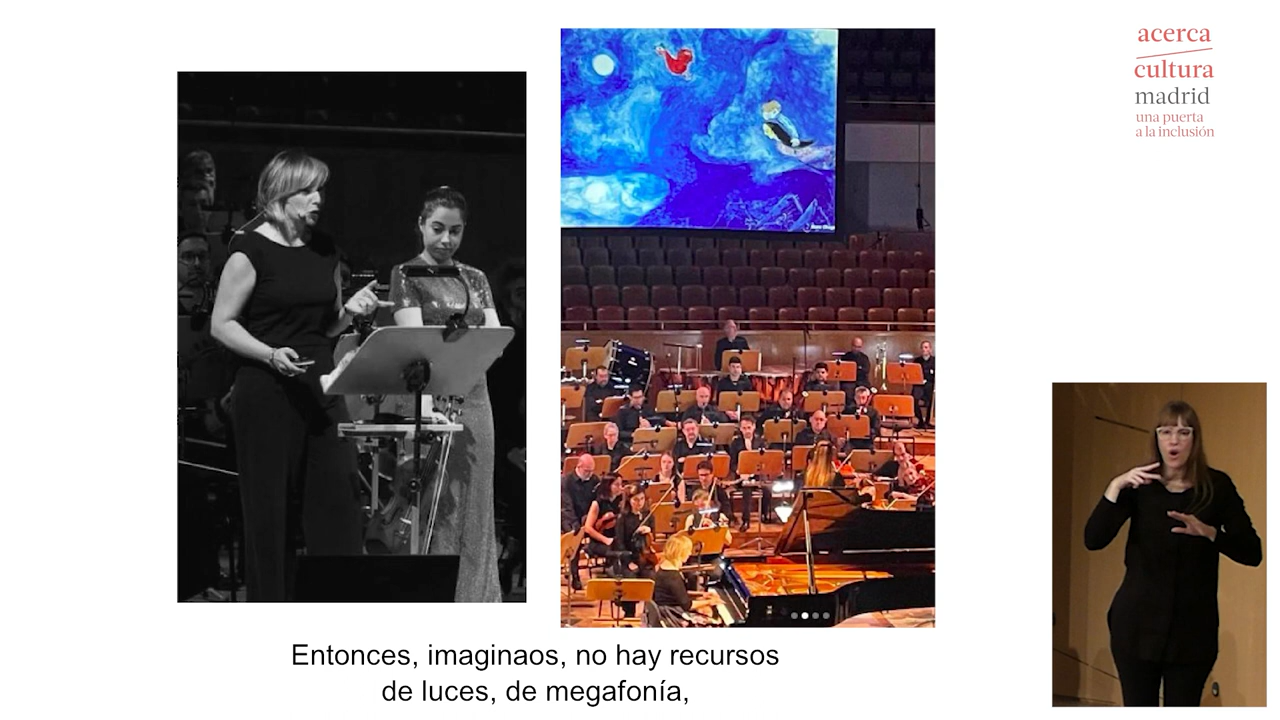 acerca
cultura
madrid
una puerta
a la inclusión
Entonces, imaginaos, no hay recursos
de luces, de megafonía,